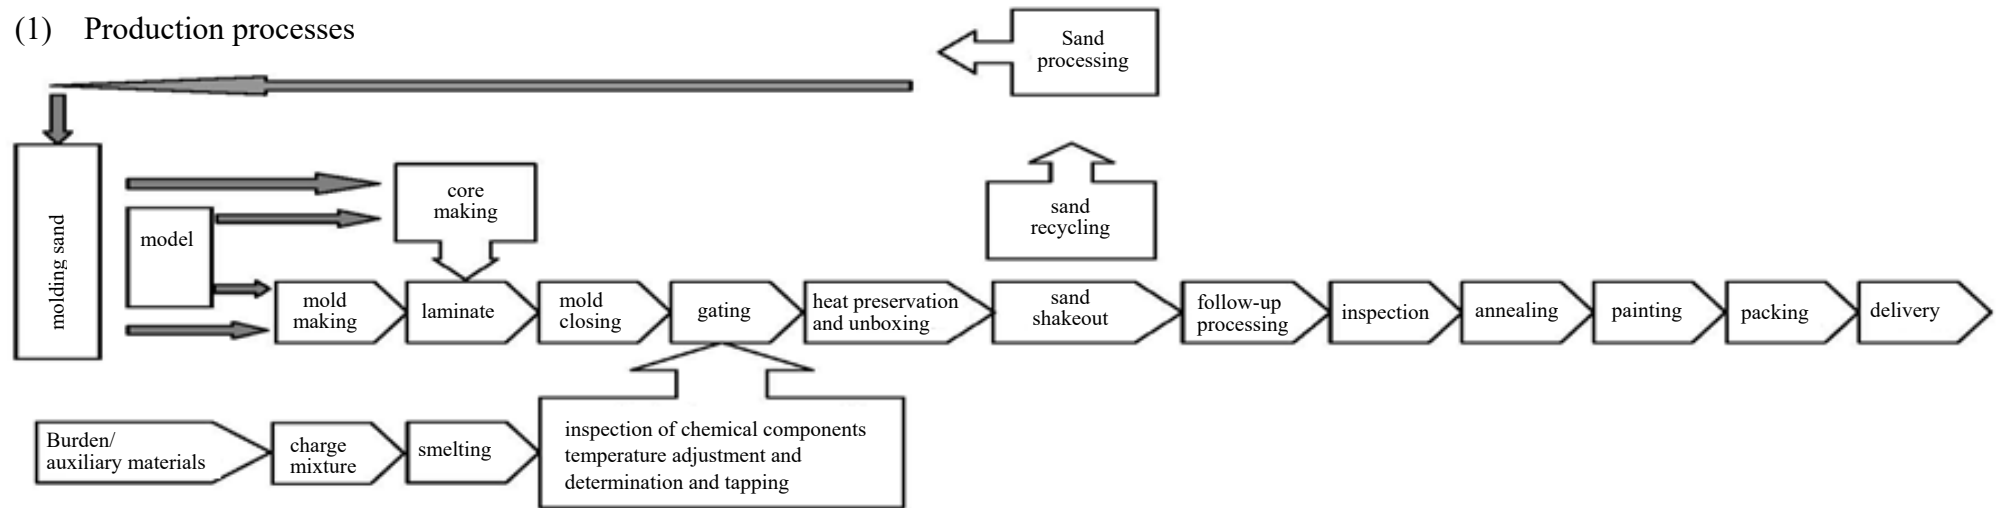 (1) Production processes
Sand
processing
molding sand
model
core
making
sand
recycling
mold
making
laminate
mold
closing
gating
heat preservation
and unboxing
sand
shakeout
follow-up
processing
inspection
annealing
painting
packing
delivery
Burden/
auxiliary materials
charge
mixture
smelting
inspection of chemical components
temperature adjustment and
determination and tapping